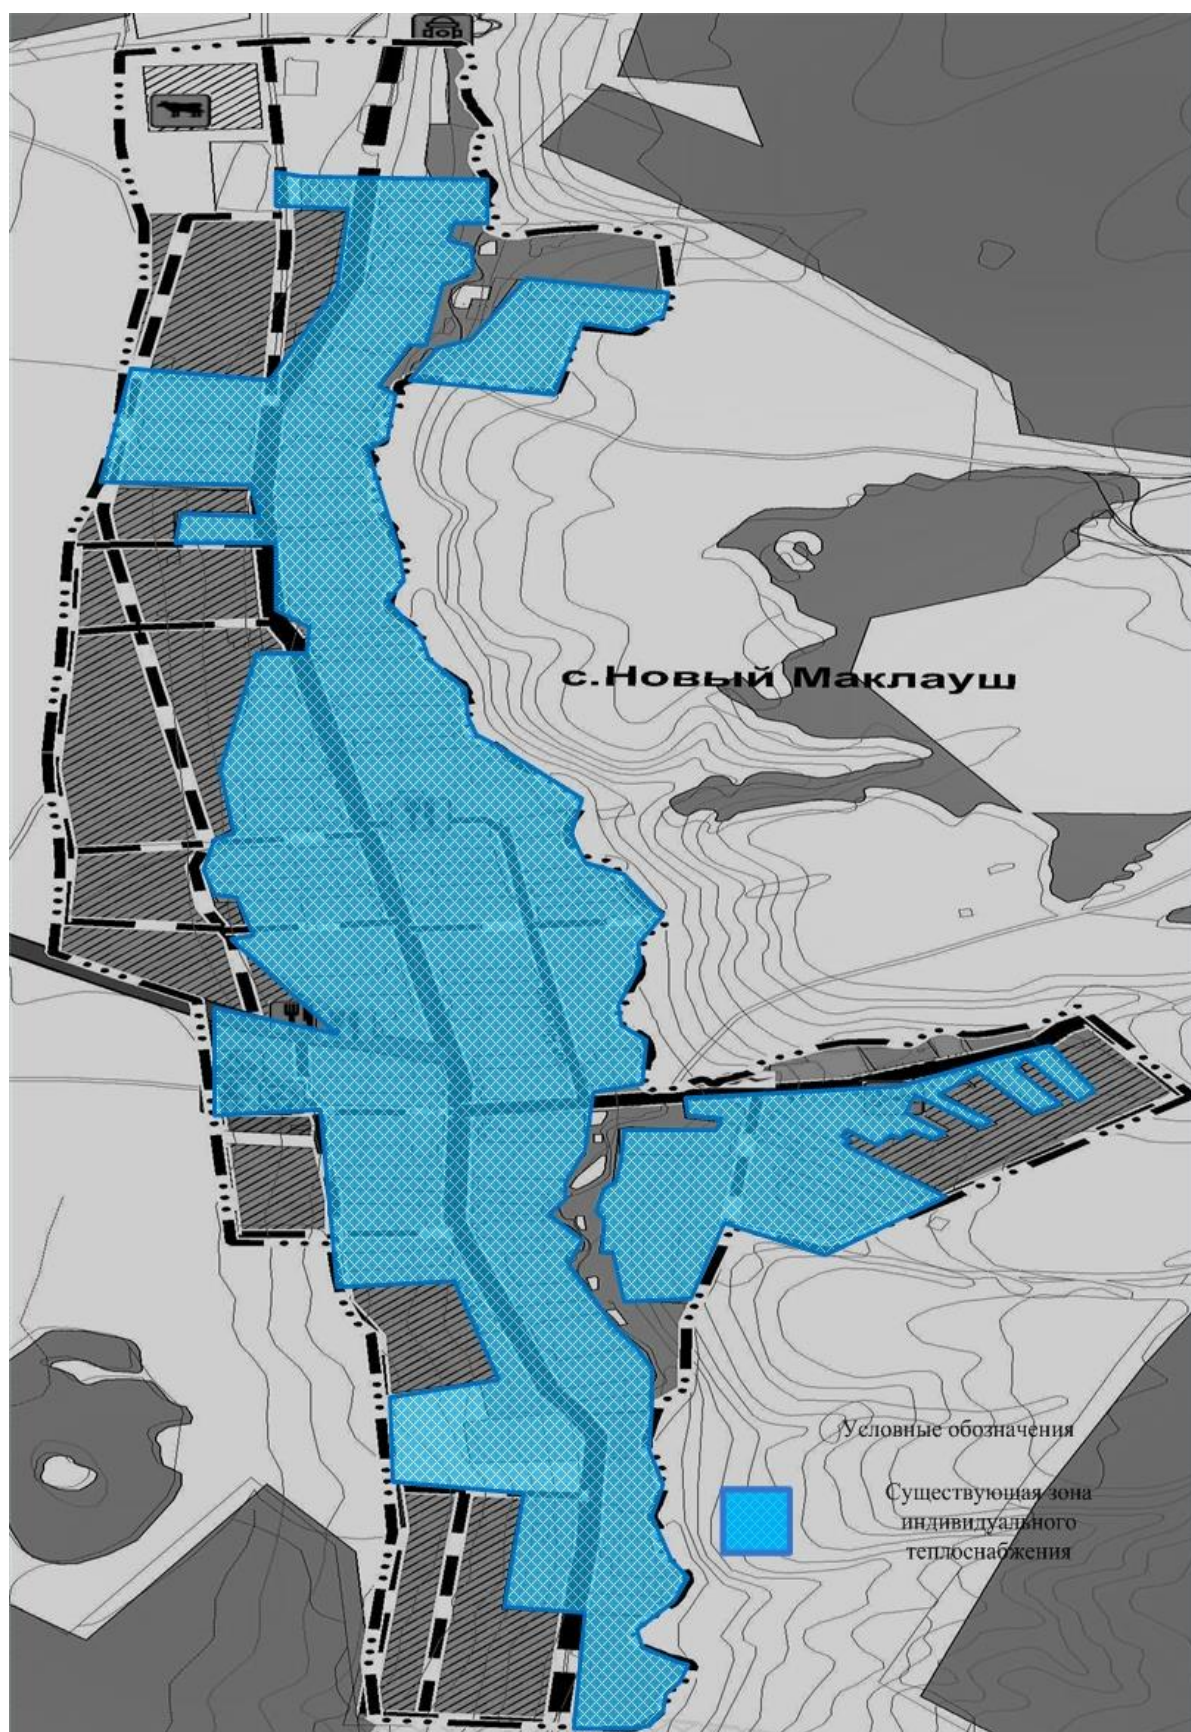 с.Новый Маклауш
Условные обозначения
Существующая зона
индивидуального
теплоснабжения